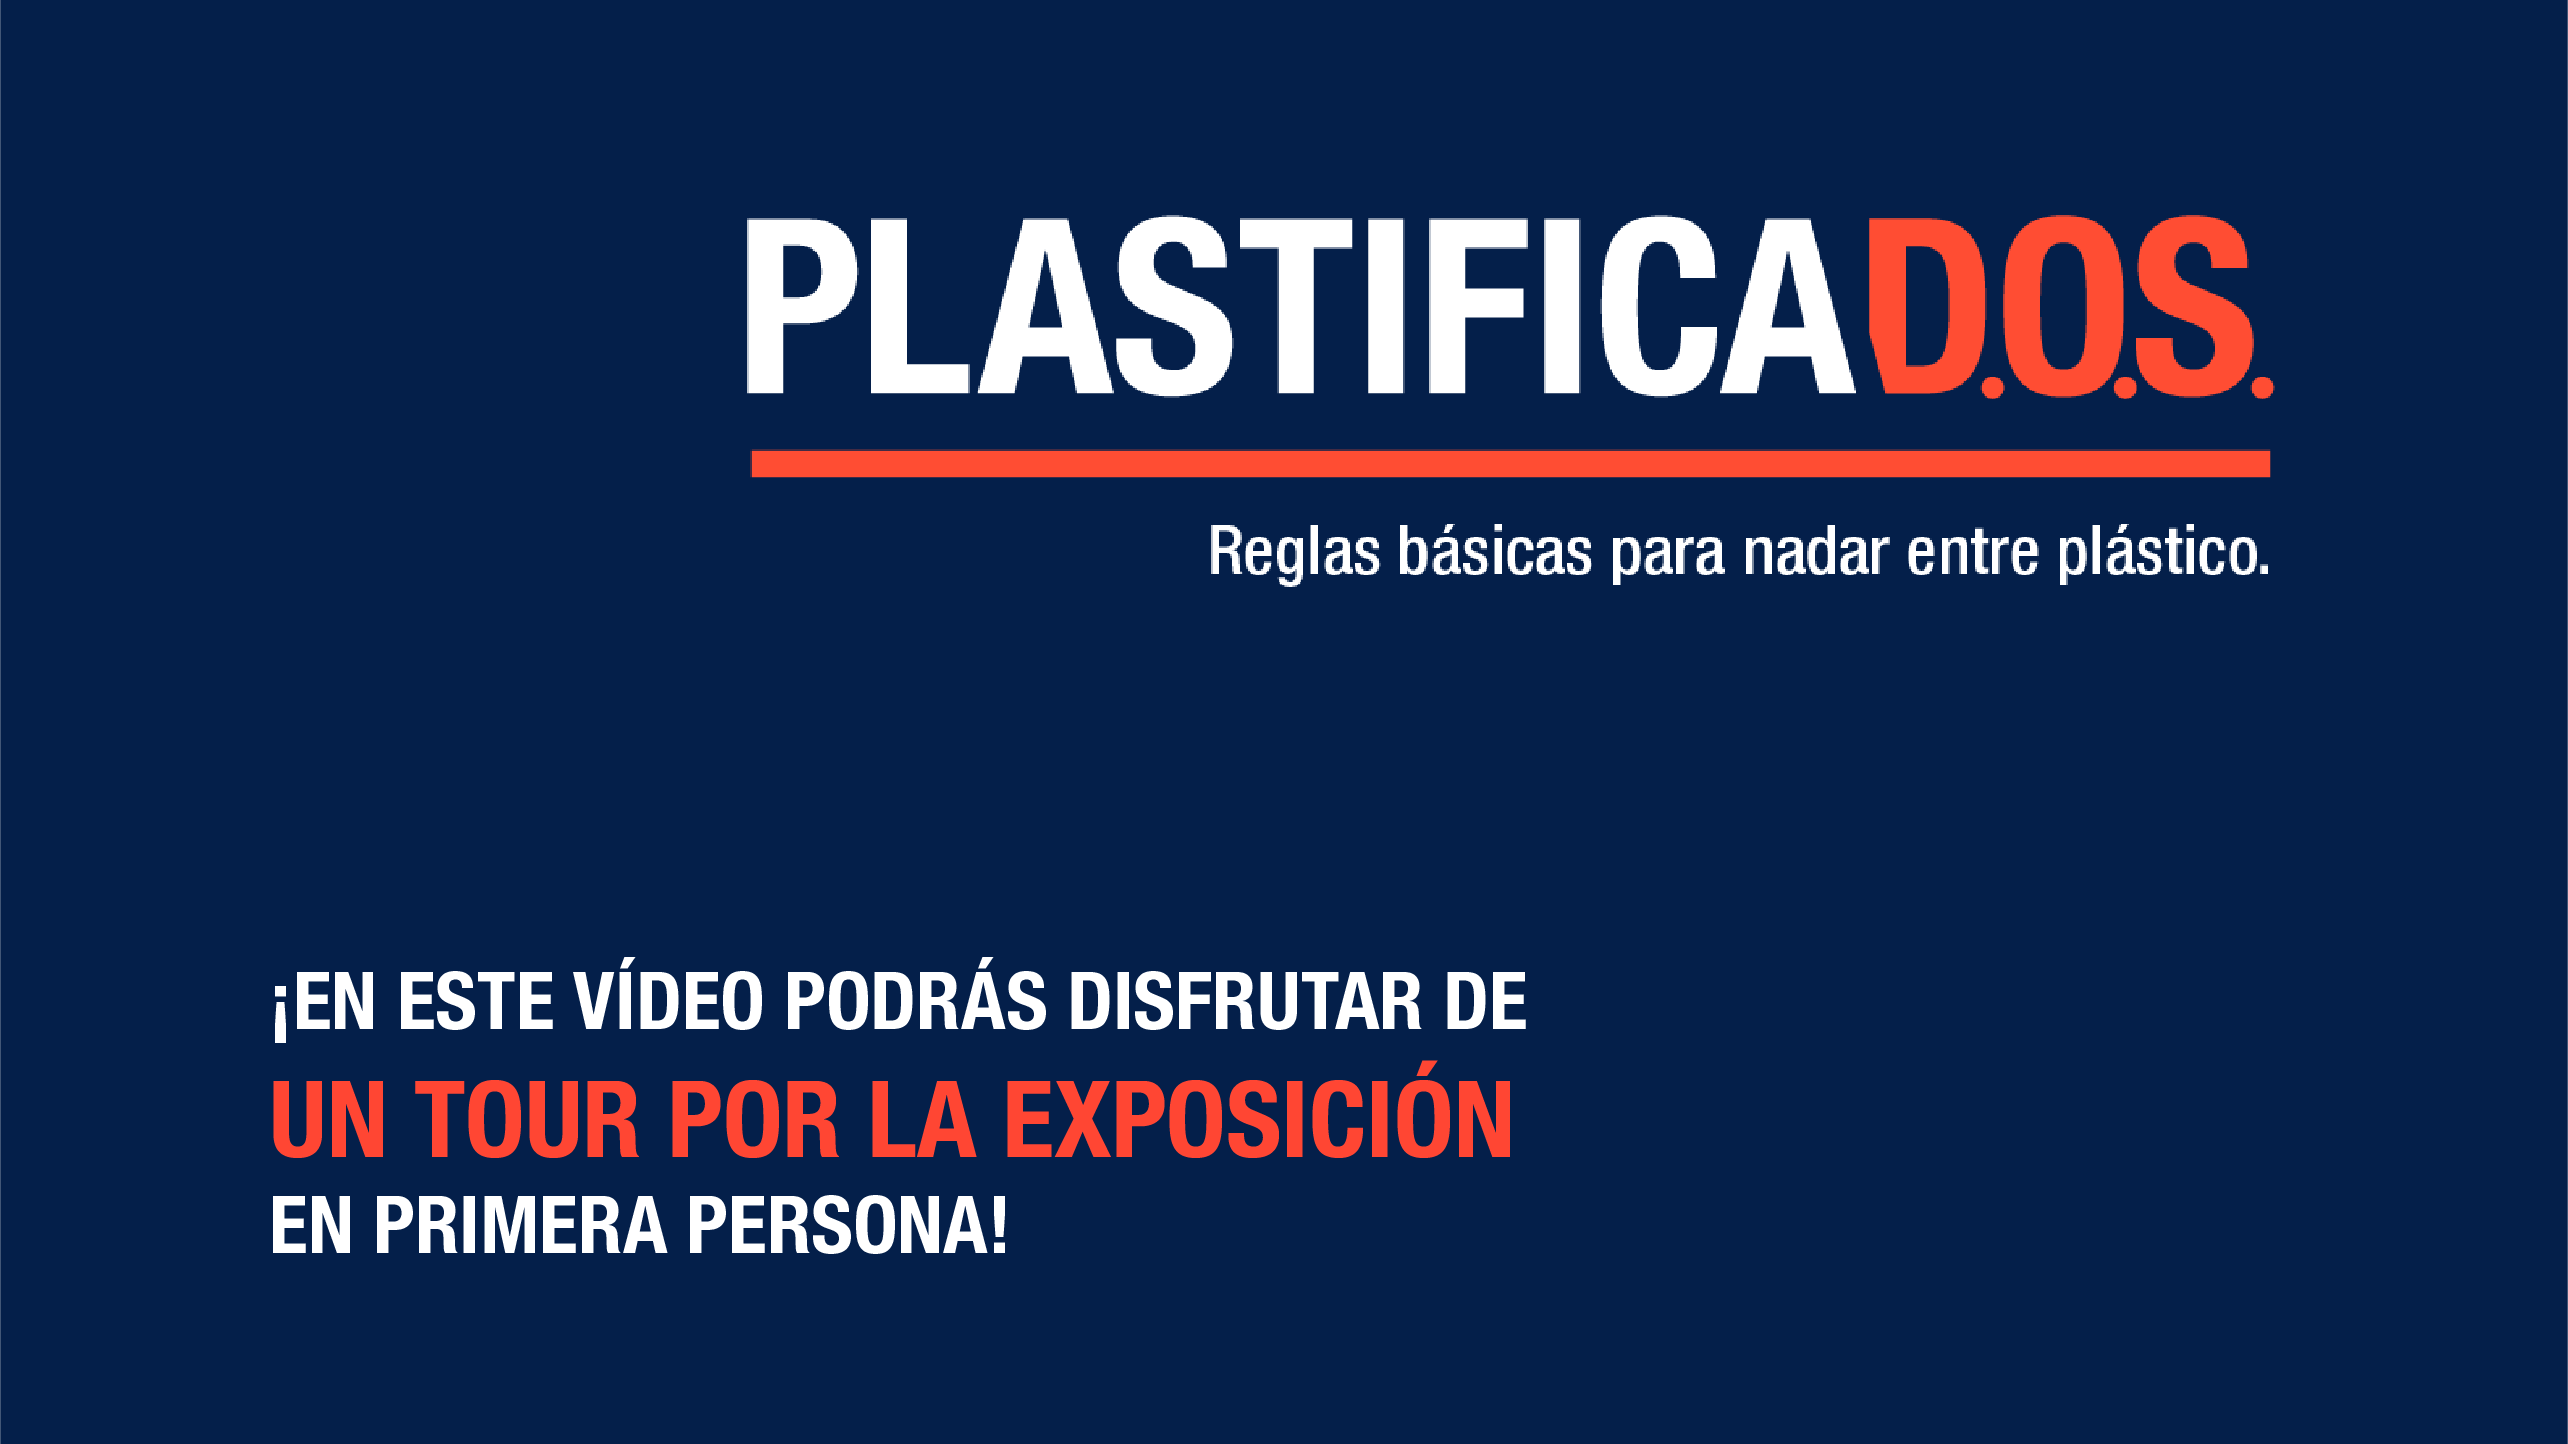 PLASTIFICAD.O.S.
Reglas básicas para nadar entre plástico.
¡EN ESTE VÍDEO PODRÁS DISFRUTAR DE
UN TOUR POR LA EXPOSICIÓN
EN PRIMERA PERSONA!